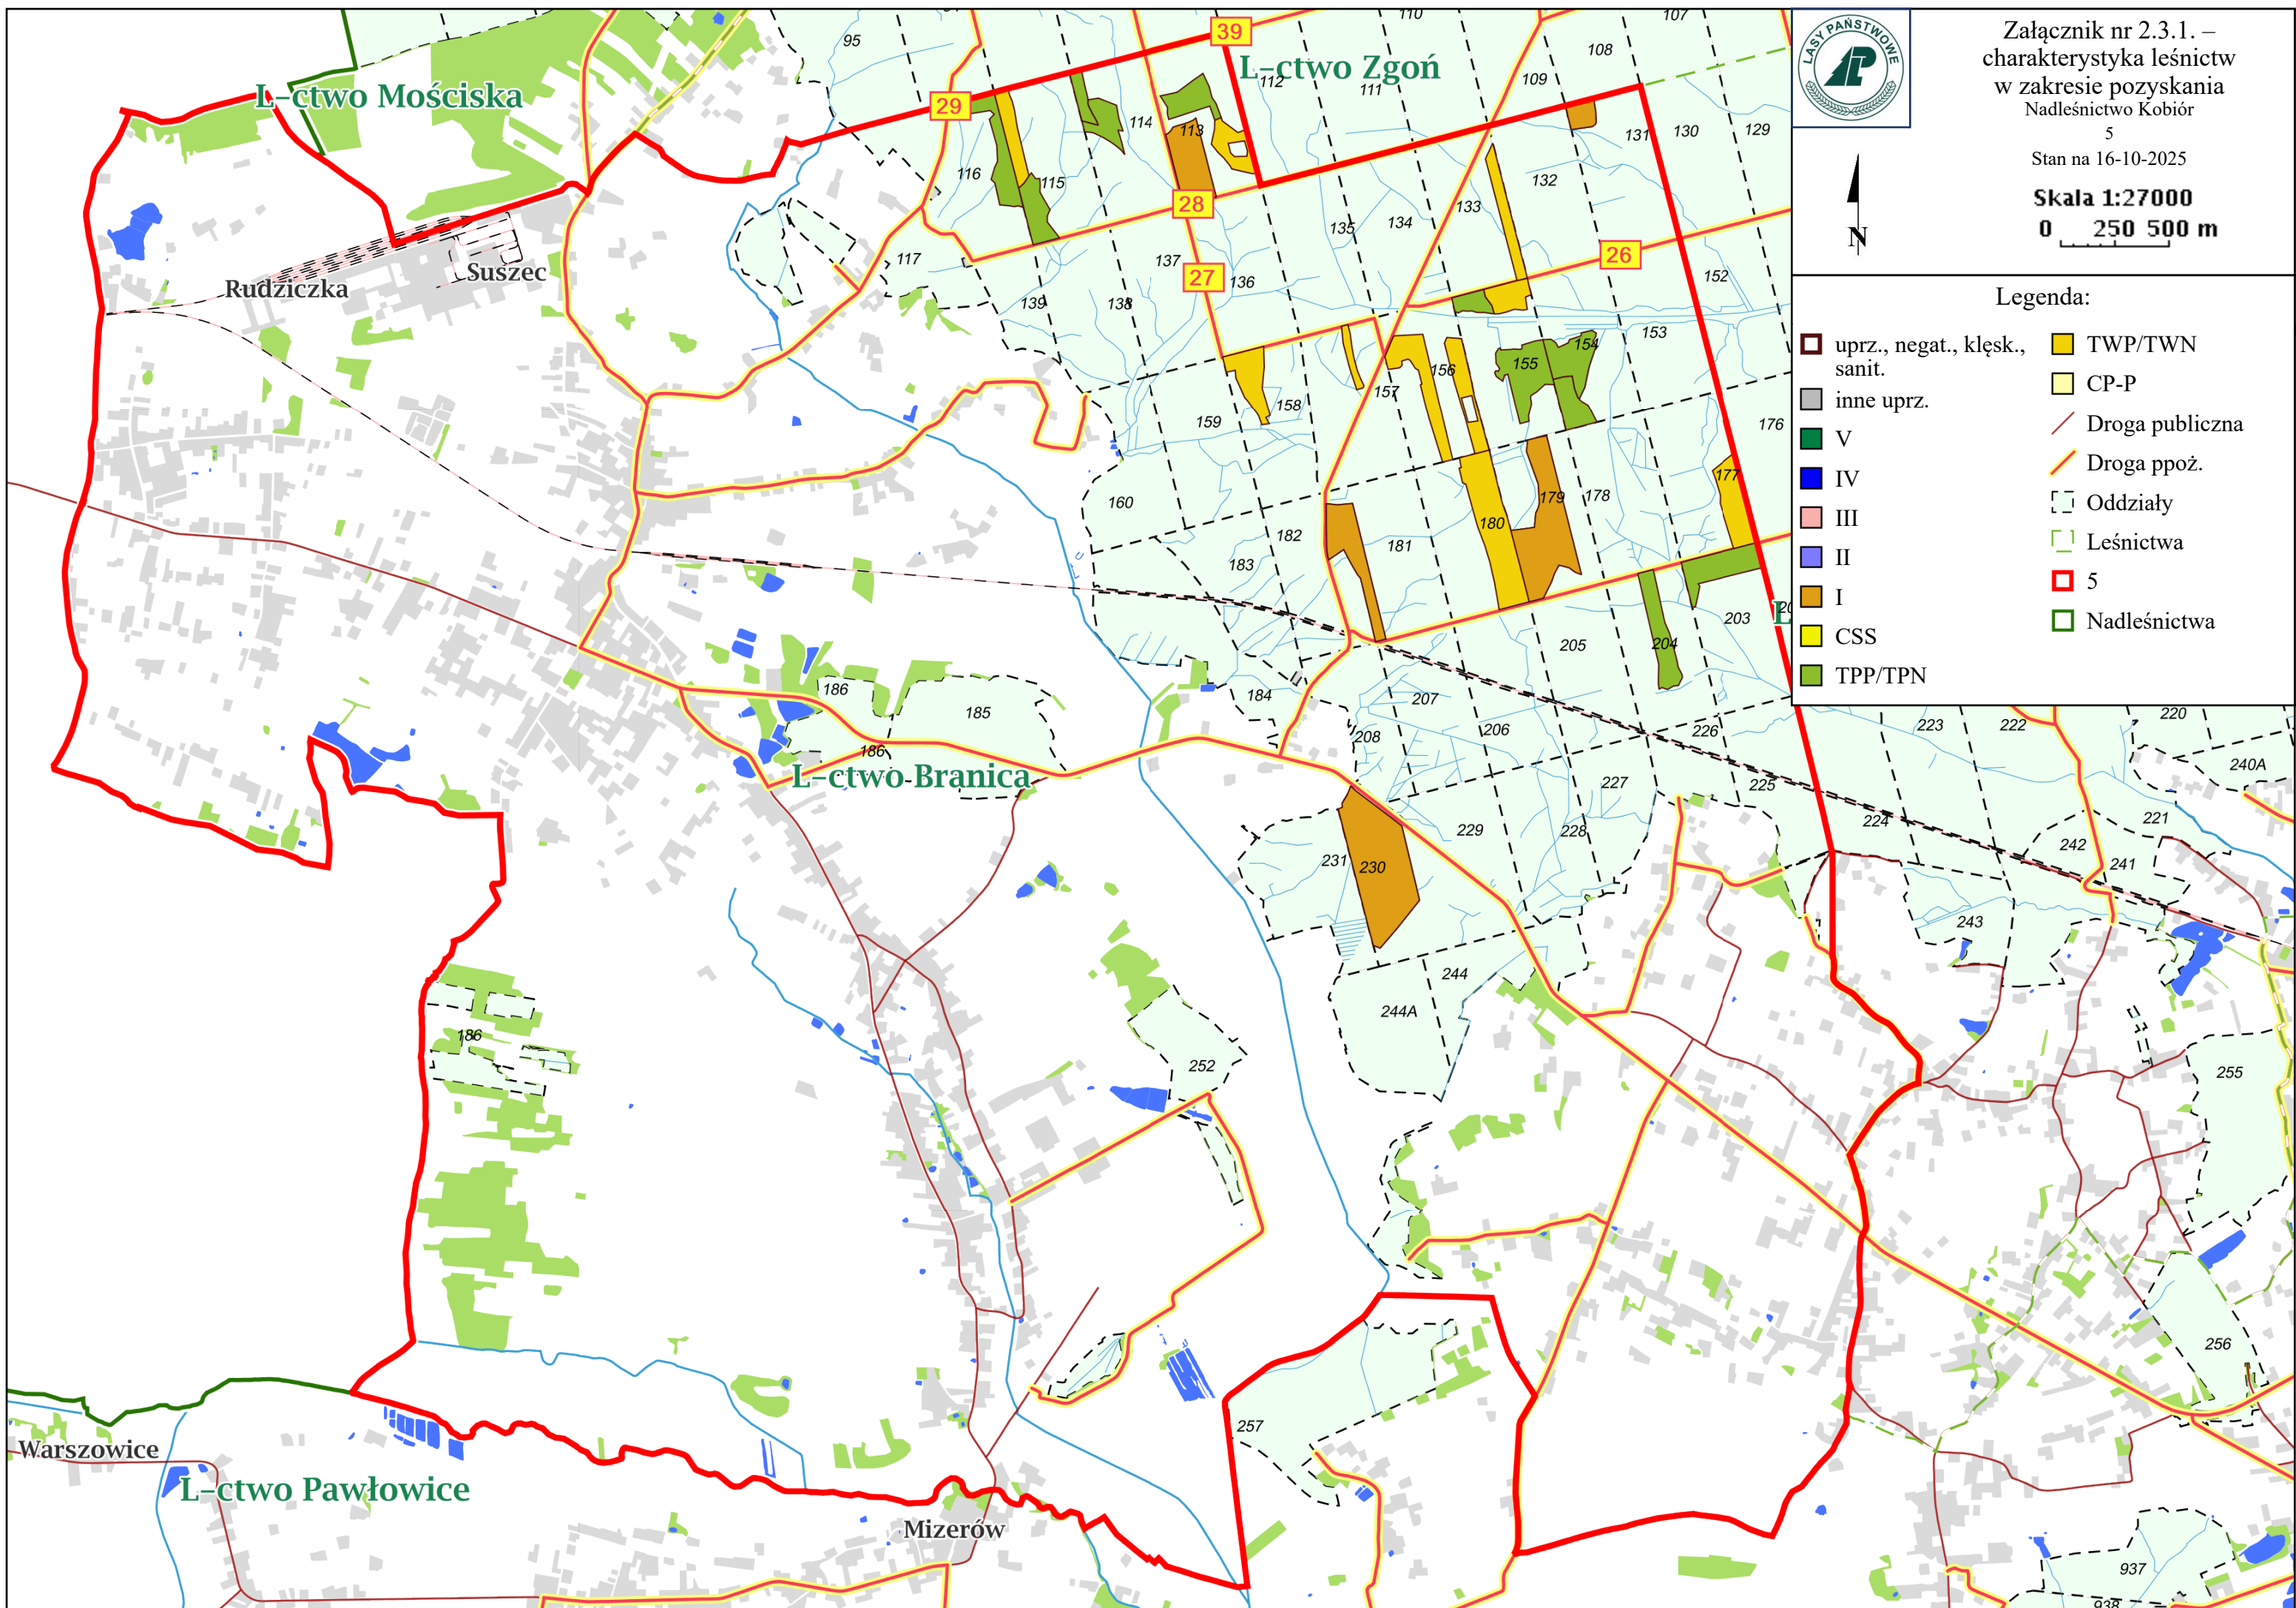 LASY PAŃSTWOWE
Załącznik nr 2.3.1. –
charakterystyka leśnictw
w zakresie pozyskania
Nadleśnictwo Kobiór
5
Stan na 16-10-2025
N
Skala 1:27000
0 250 500 m
Legenda:
uprz., negat., klęsk.,
sanit.
inne uprz.
V
IV
III
II
I
CSS
TPP/TPN
TWP/TWN
CP-P
Droga publiczna
Droga ppoż.
Oddziały
Leśnictwa
5
Nadleśnictwa
L-ctwo Mościska
L-ctwo Zgoń
L-ctwo Branica
L-ctwo Pawłowice
L
Rudziczka
Suszec
Warszowice
Mizerów
39
29
28
27
26
95
110
107
108
109
112
111
113
114
116
115
117
129
130
131
132
133
134
135
136
137
138
139
152
153
154
155
156
157
158
159
160
176
177
178
179
180
181
182
183
184
185
186
186
186
203
204
205
206
207
208
220
221
222
223
224
225
226
227
228
229
230
231
240A
241
242
243
244
244A
252
255
256
257
937
938